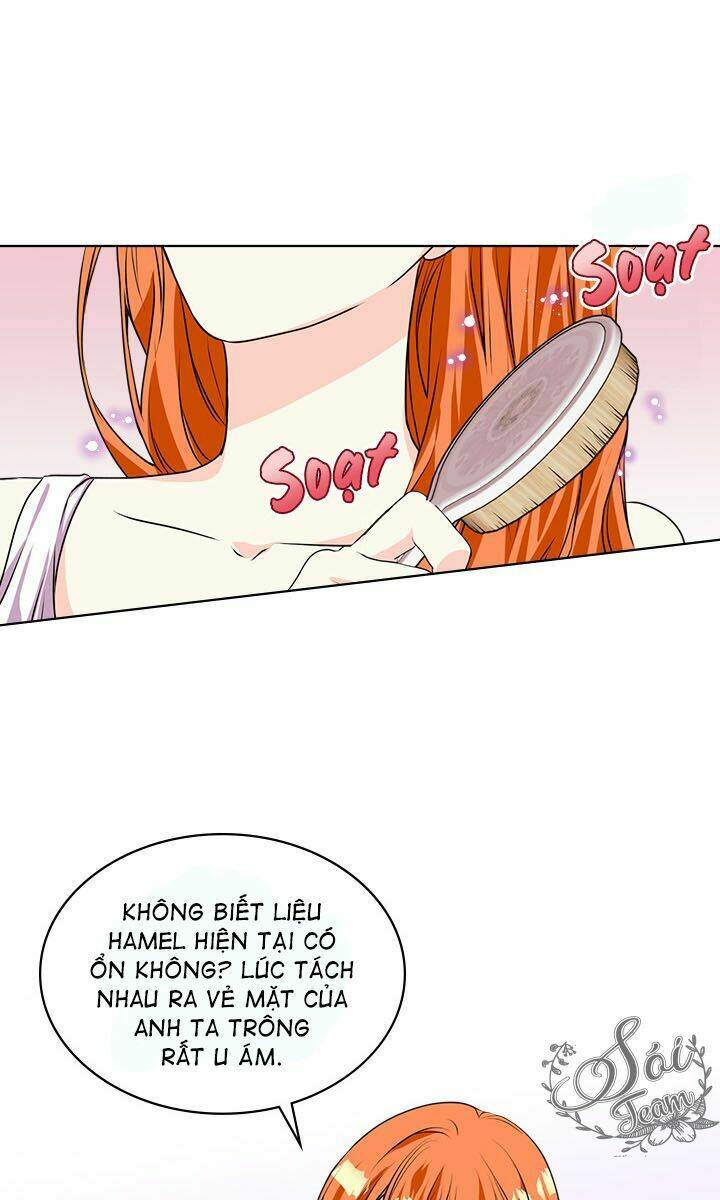 Soạt
Soạt
KHÔNG BIẾT LIỆU
HAMEL HIỆN TẠI CÓ
ỔN KHÔNG? LÚC TÁCH
NHAU RA VẺ MẶT CỦA
ANH TA TRÔNG
RẤT U ÁM.
Sói
Team